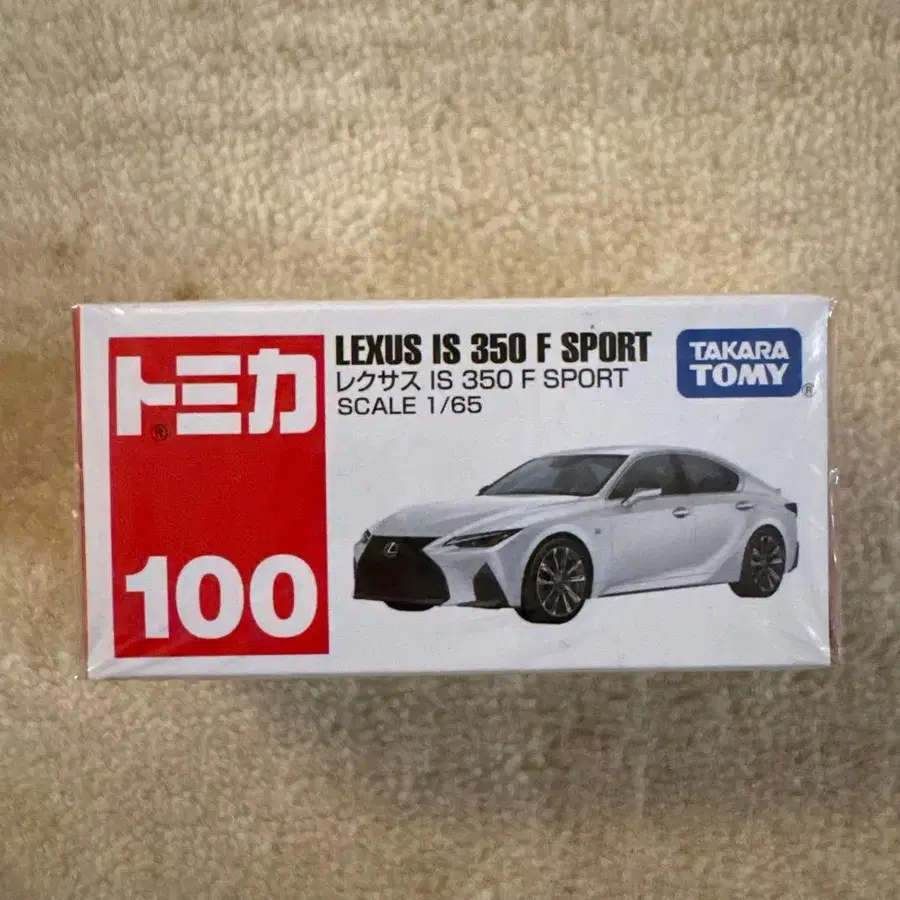 トミカ®
100
LEXUS IS 350 F SPORT
レクサス IS 350 F SPORT
SCALE 1/65
TAKARA
TOMY®